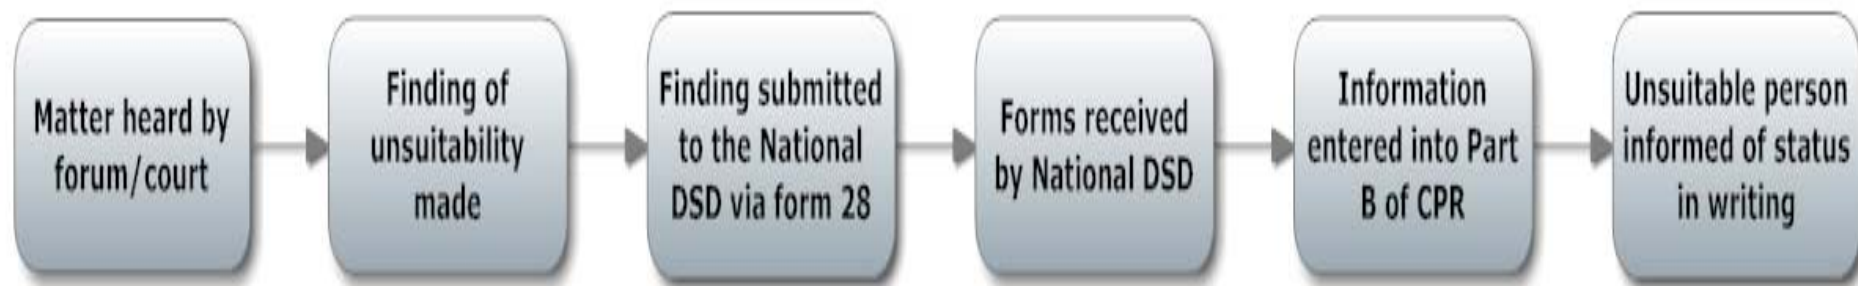 Matter heard by
forum/court
Finding of
unsuitability
made
Finding submitted
to the National
DSD via form 28
Forms received
by National DSD
Information
entered into Part
B of CPR
Unsuitable person
informed of status
in writing